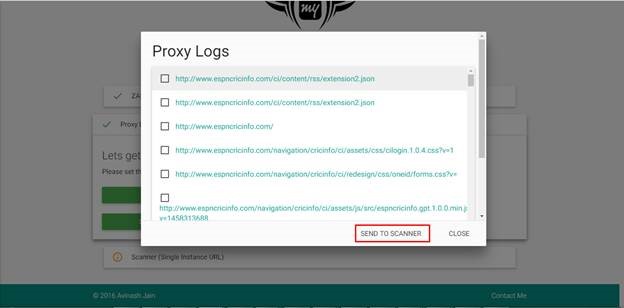 my
Proxy Logs
http://www.espncricinfo.com/ci/content/rss/extension2.json
http://www.espncricinfo.com/ci/content/rss/extension2.json
http://www.espncricinfo.com/
http://www.espncricinfo.com/navigation/cricinfo/ci/assets/css/cilogin.1.0.4.css?v=1
http://www.espncricinfo.com/navigation/cricinfo/ci/redesign/css/oneid/forms.css?v=
http://www.espncricinfo.com/navigation/cricinfo/ci/assets/js/src/espncricinfo.gpt.1.0.0.min.js
v=1458313688
SEND TO SCANNER
CLOSE
ZA
Proxy
Lets get
Please set th
Scanner (Single Instance URL)
© 2016 Avinash Jain
Contact Me